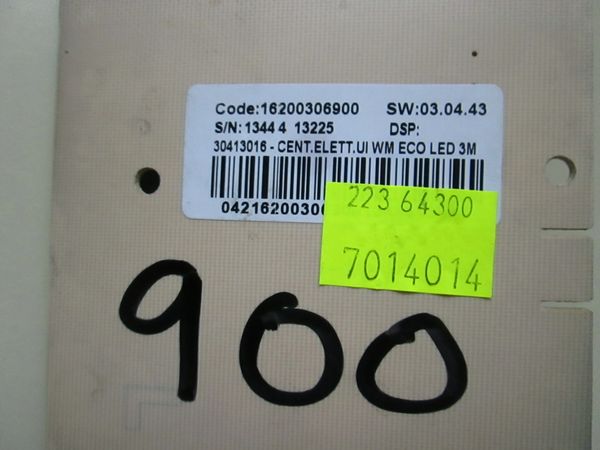 Code:16200306900 SW:03.04.43
S/N: 1344 4 13225 DSP:
30413016 - CENT.ELETT.UI WM ECO LED 3M
0421620030
223 64300
7014014
900